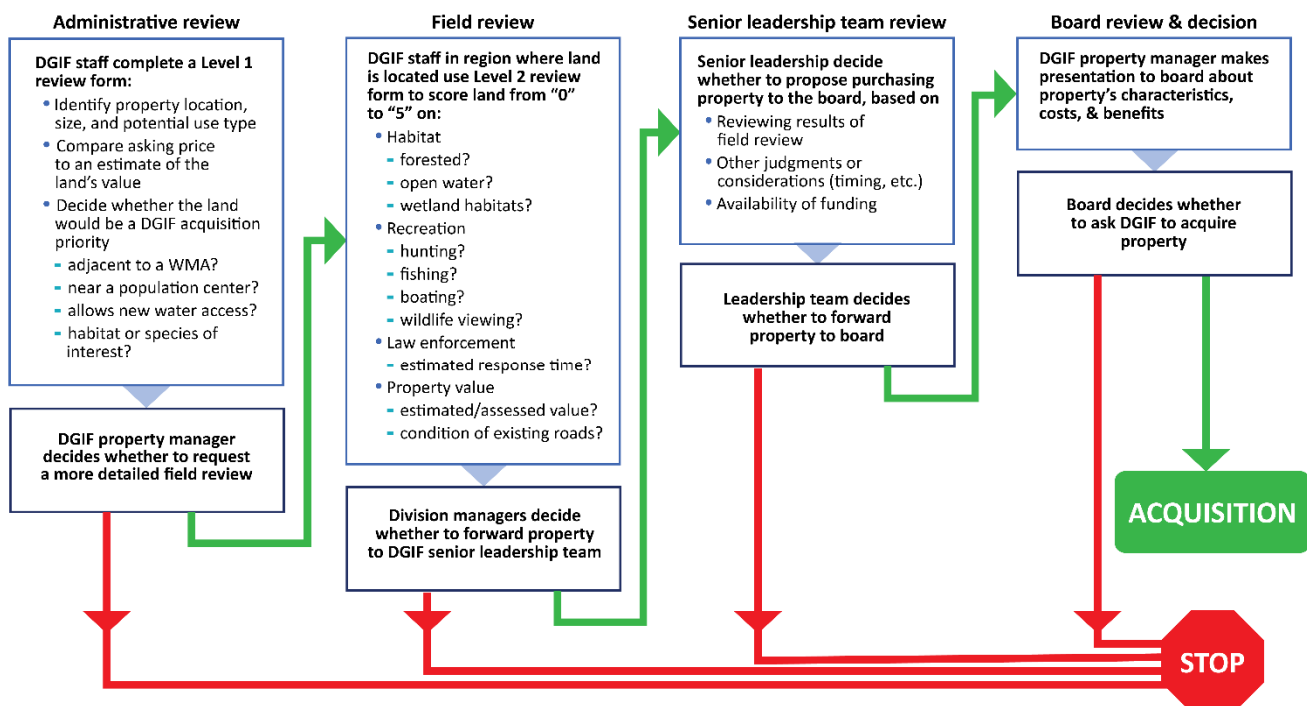 Administrative review
DGIF staff complete a Level 1
review form:
• Identify property location,
size, and potential use type
• Compare asking price
to an estimate of the
land's value
• Decide whether the land
would be a DGIF acquisition
priority
- adjacent to a WMA?
- near a population center?
- allows new water access?
- habitat or species of
interest?
DGIF property manager
decides whether to request
a more detailed field review
Field review
DGIF staff in region where land
is located use Level 2 review
form to score land from "0"
to "5" on:
• Habitat
- forested?
- open water?
- wetland habitats?
• Recreation
- hunting?
- fishing?
- boating?
- wildlife viewing?
• Law enforcement
- estimated response time?
• Property value
- estimated/assessed value?
- condition of existing roads?
Division managers decide
whether to forward property
to DGIF senior leadership team
Senior leadership team review
Senior leadership decide
whether to propose purchasing
property to the board, based on
• Reviewing results of
field review
• Other judgments or
considerations (timing, etc.)
• Availability of funding
Leadership team decides
whether to forward
property to board
Board review & decision
DGIF property manager makes
presentation to board about
property's characteristics,
costs, & benefits
Board decides whether
to ask DGIF to acquire
property
ACQUISITION
STOP